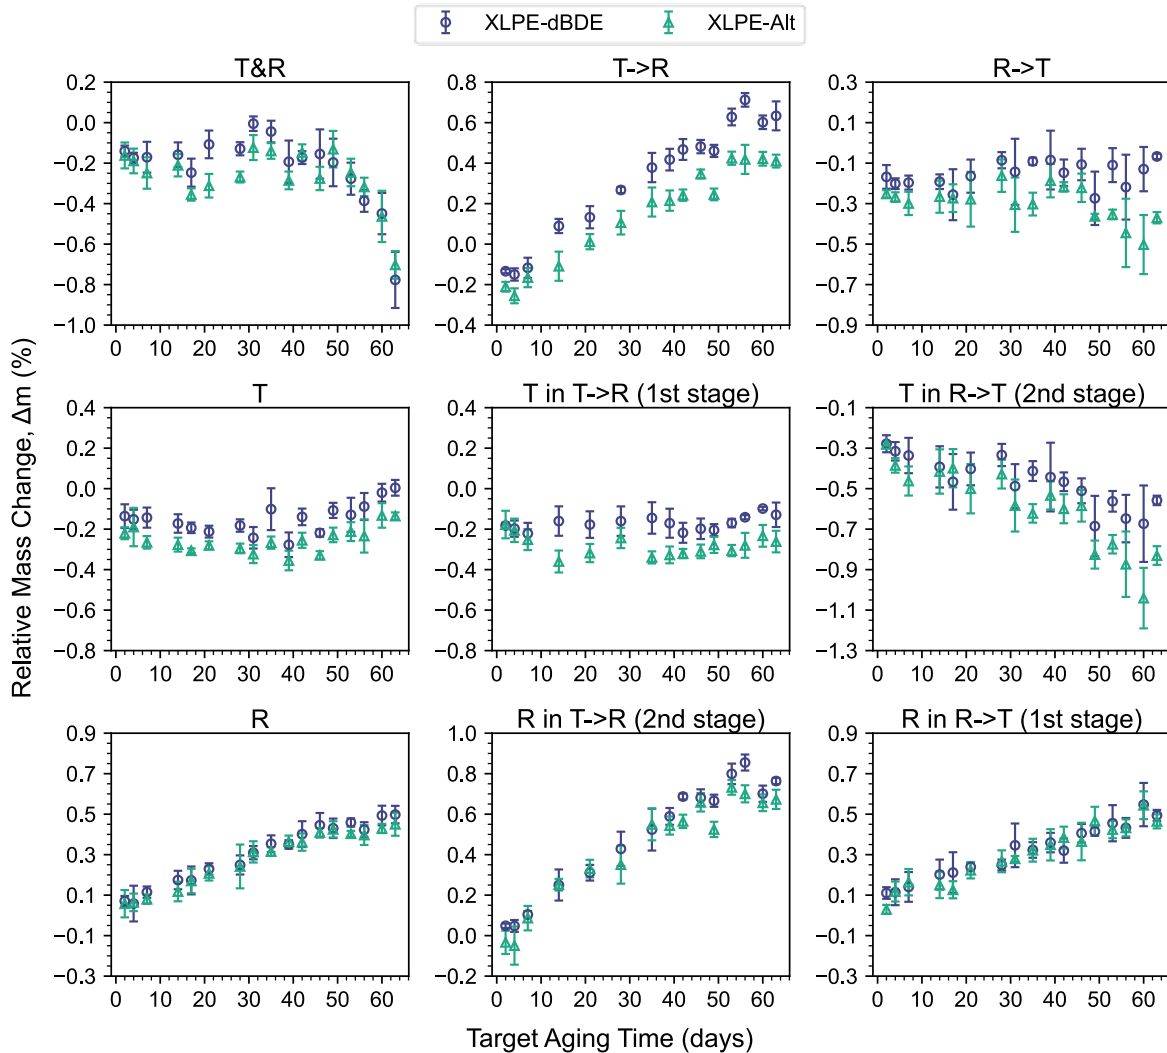 XLPE-dBDE XLPE-Alt
T&R T->R R->T
0.2 0.8 0.3
0.0 0.6 0.1
−0.2 0.4 −0.1
−0.4 0.2 −0.3
−0.6 0.0 −0.5
−0.8 −0.2 −0.7
−1.0 −0.4 −0.9
0 10 20 30 40 50 60 0 10 20 30 40 50 60 0 10 20 30 40 50 60
T T in T->R (1st stage) T in R->T (2nd stage)
0.4 0.4 −0.1
0.2 0.2 −0.3
0.0 0.0 −0.5
−0.2 −0.2 −0.7
−0.4 −0.4 −0.9
−0.6 −0.6 −1.1
−0.8 −0.8 −1.3
0 10 20 30 40 50 60 0 10 20 30 40 50 60 0 10 20 30 40 50 60
R R in T->R (2nd stage) R in R->T (1st stage)
0.9 1.0 0.9
0.7 0.8 0.7
0.5 0.6 0.5
0.3 0.4 0.3
0.1 0.2 0.1
−0.1 0.0 −0.1
−0.3 −0.2 −0.3
0 10 20 30 40 50 60 0 10 20 30 40 50 60 0 10 20 30 40 50 60
Relative Mass Change, Δm (%)
Target Aging Time (days)